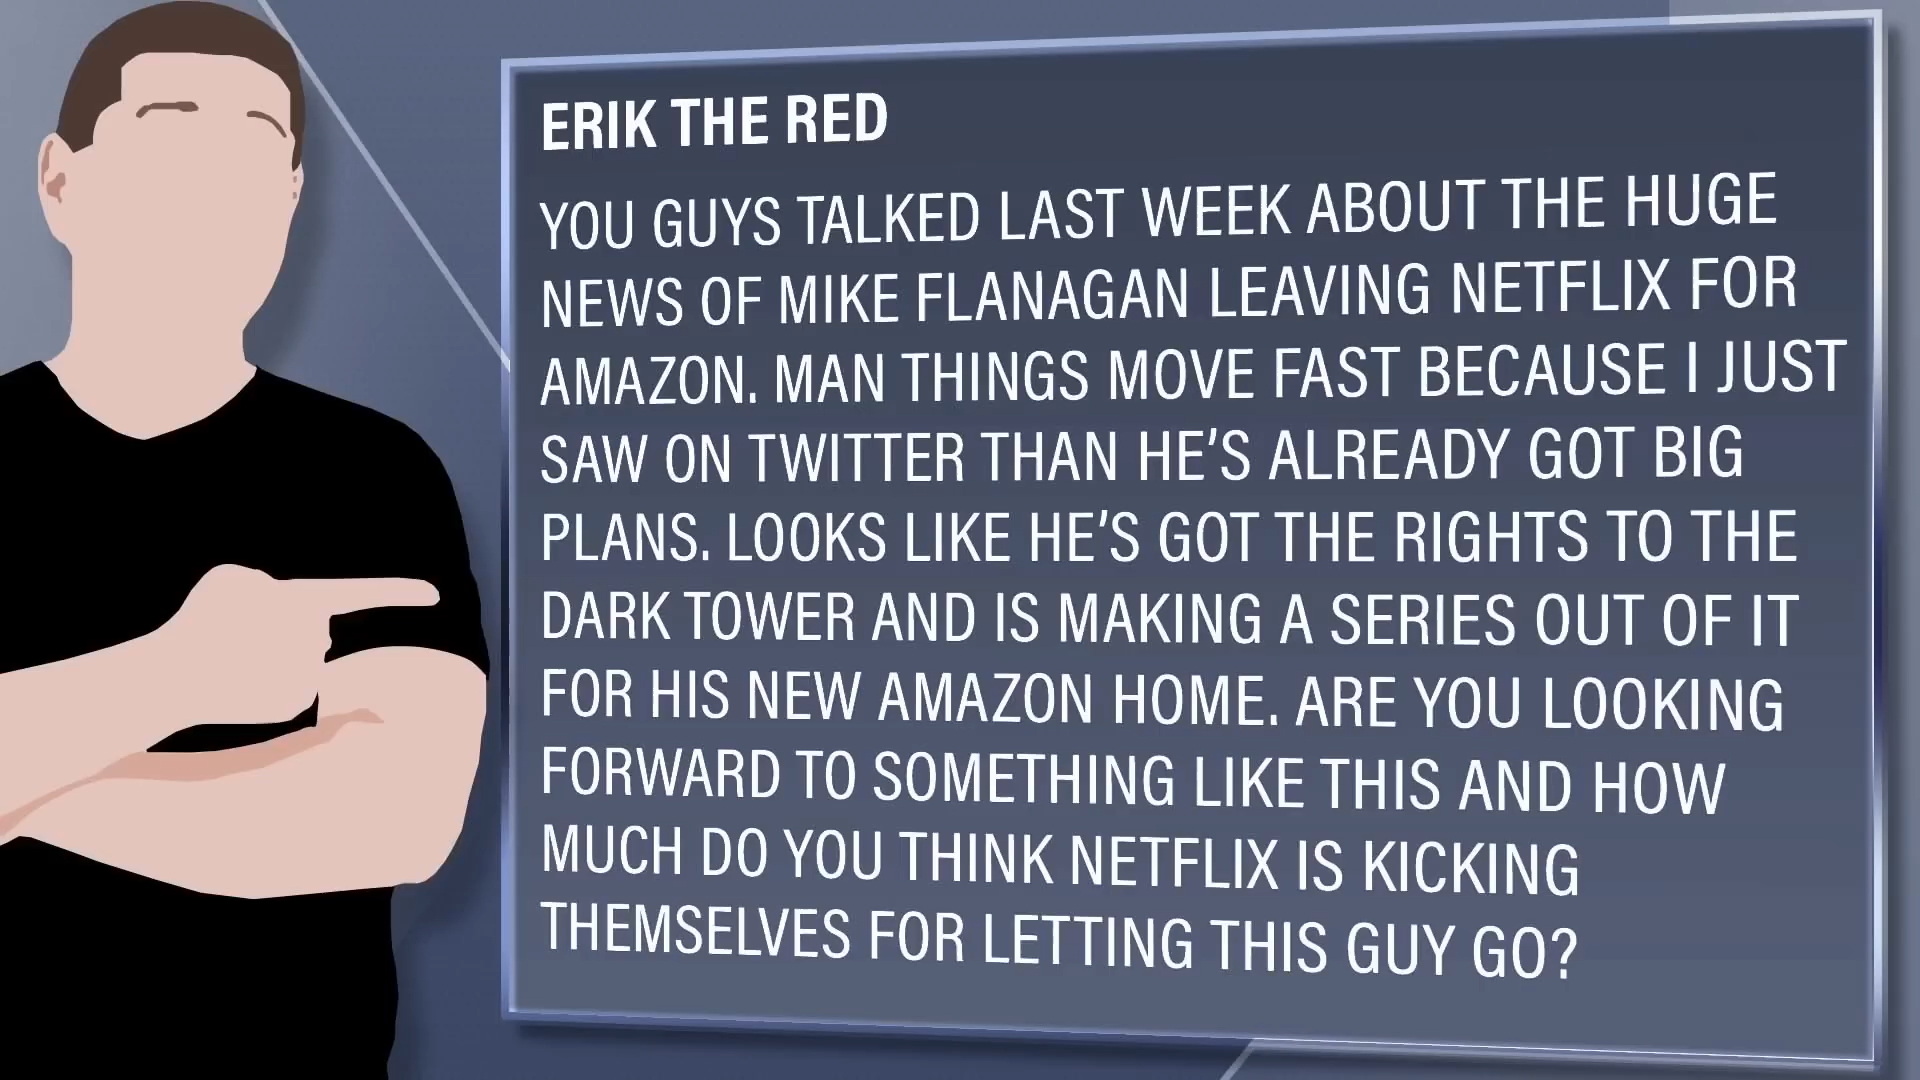 ERIK THE RED
YOU GUYS TALKED LAST WEEK ABOUT THE HUGE
NEWS OF MIKE FLANAGAN LEAVING NETFLIX FOR
AMAZON. MAN THINGS MOVE FAST BECAUSE I JUST
SAW ON TWITTER THAN HE'S ALREADY GOT BIG
PLANS. LOOKS LIKE HE'S GOT THE RIGHTS TO THE
DARK TOWER AND IS MAKING A SERIES OUT OF IT
FOR HIS NEW AMAZON HOME. ARE YOU LOOKING
FORWARD TO SOMETHING LIKE THIS AND HOW
MUCH DO YOU THINK NETFLIX IS KICKING
THEMSELVES FOR LETTING THIS GUY GO?